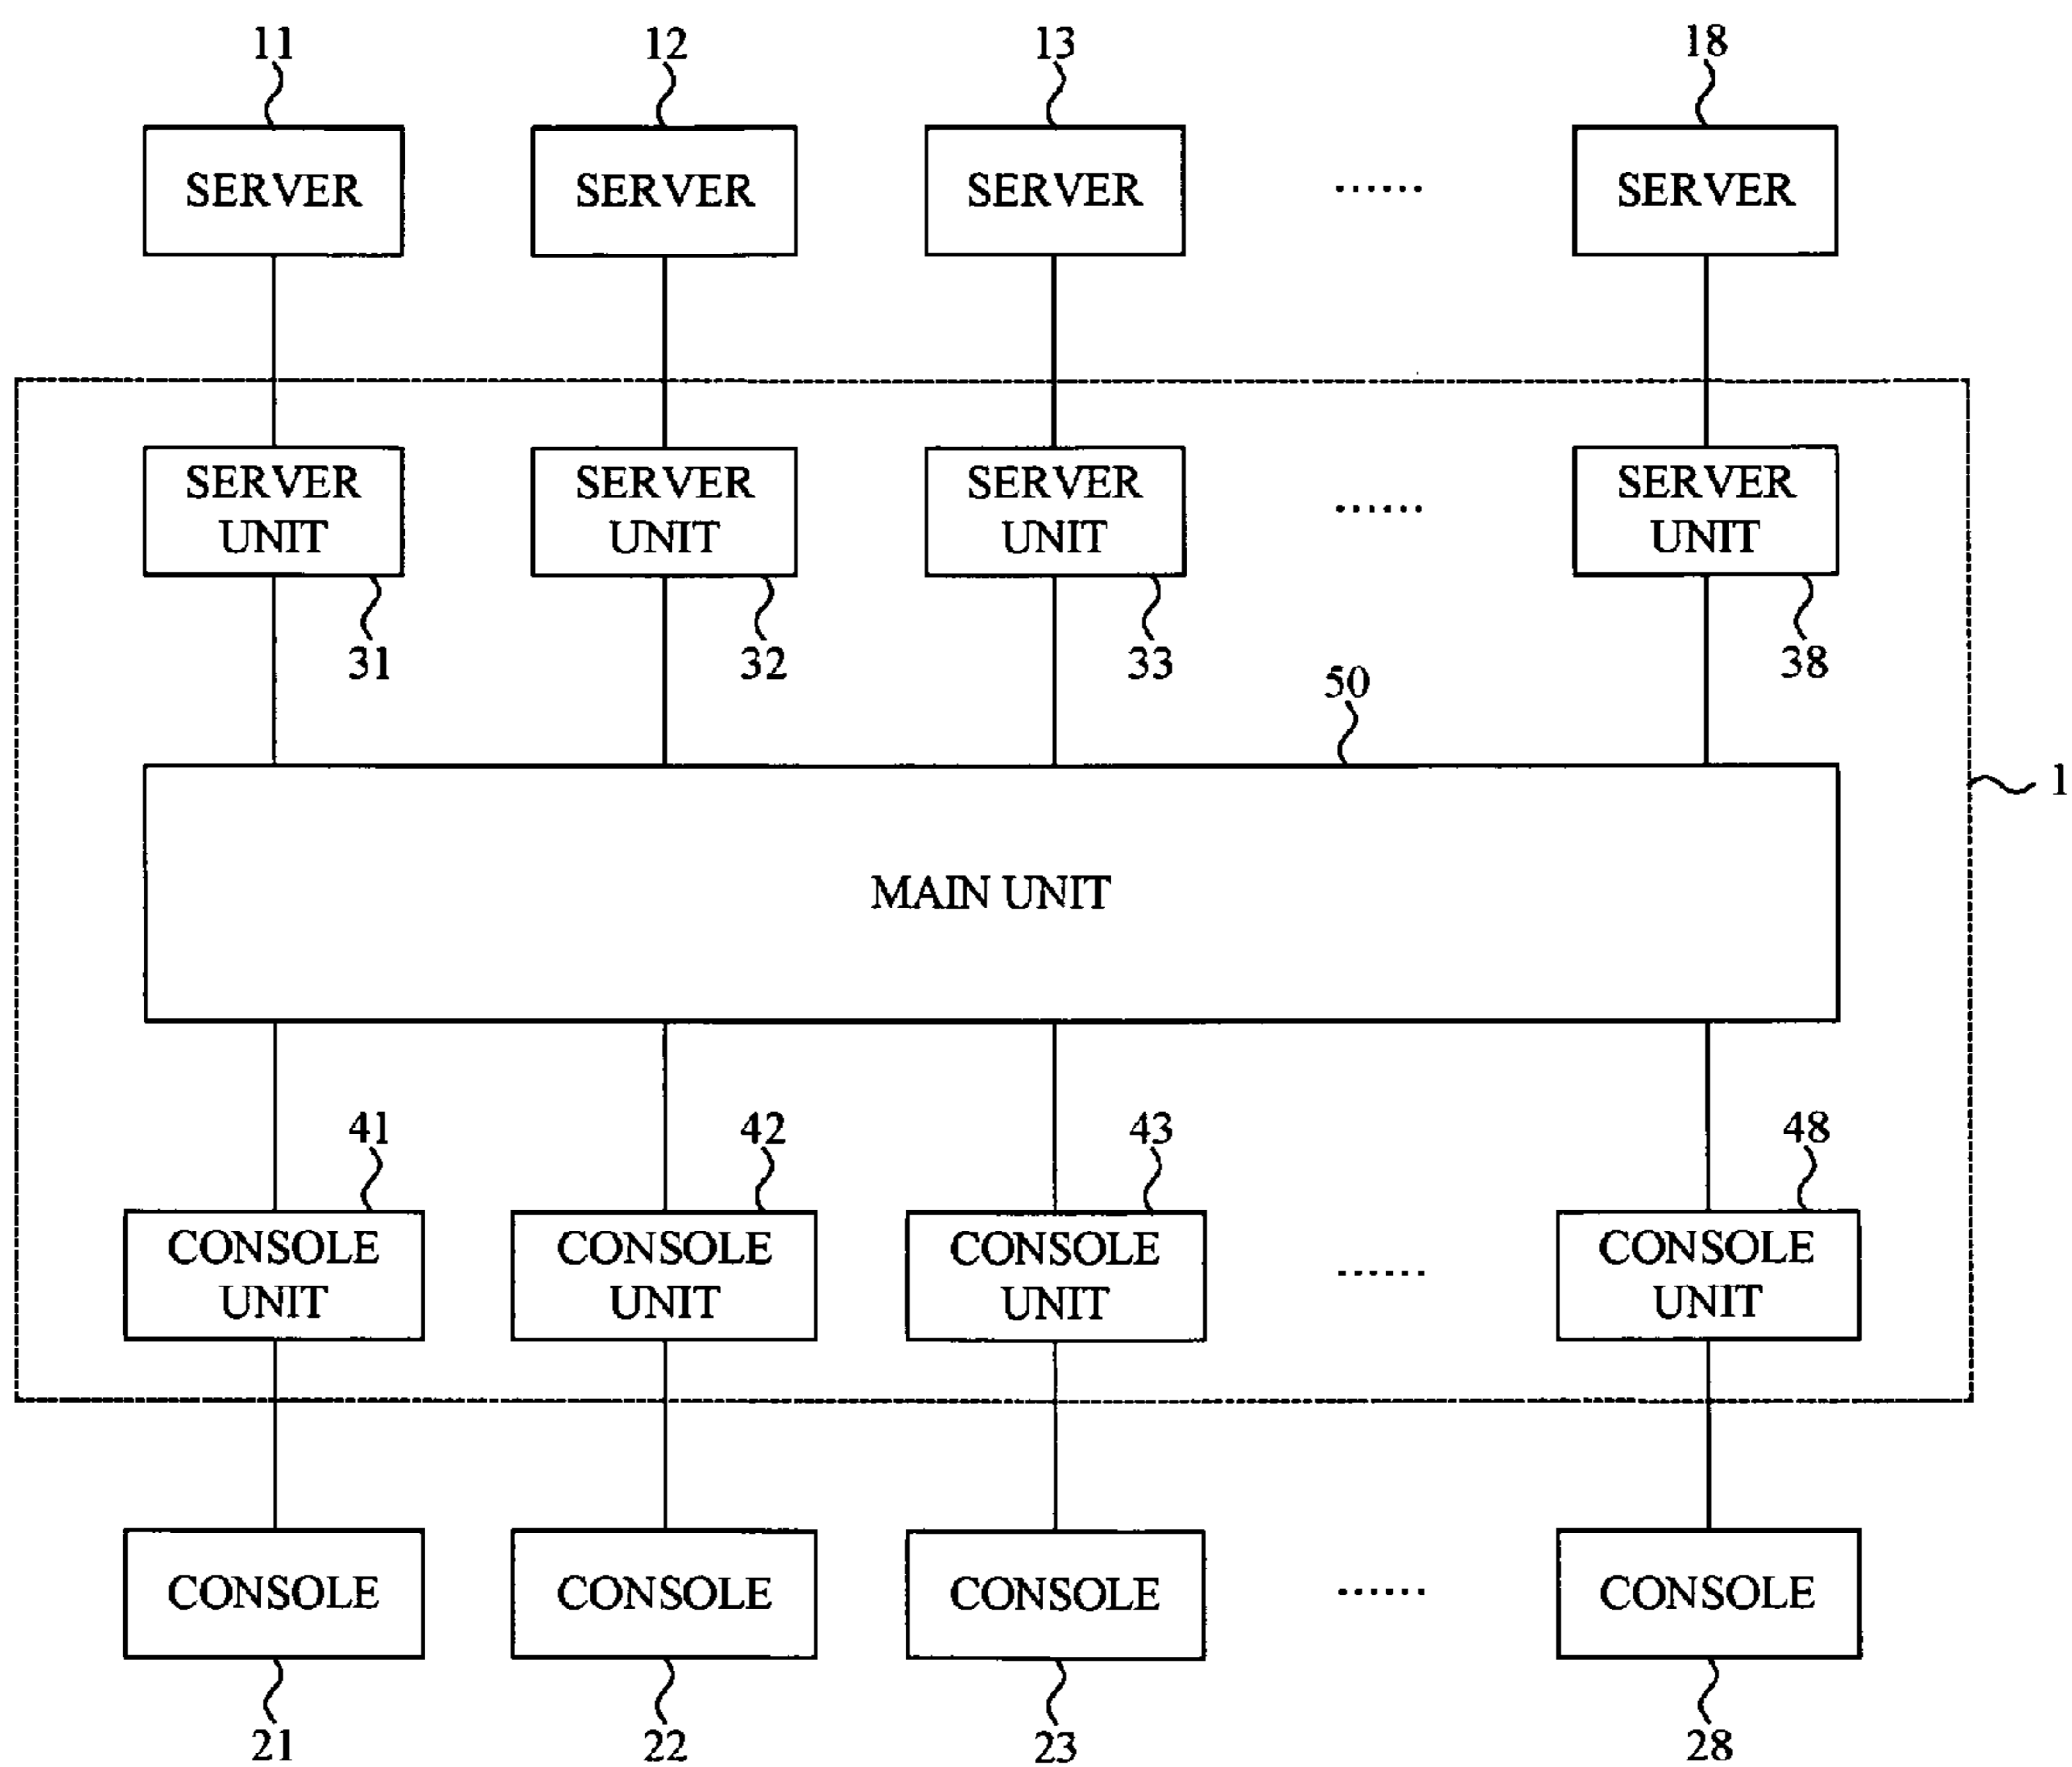 11 12 13 18
SERVER SERVER SERVER ...... SERVER
SERVER UNIT SERVER UNIT SERVER UNIT ...... SERVER UNIT
31 32 33 38
50
1
MAIN UNIT
41 42 43 48
CONSOLE UNIT CONSOLE UNIT CONSOLE UNIT ...... CONSOLE UNIT
CONSOLE CONSOLE CONSOLE ...... CONSOLE
21 22 23 28